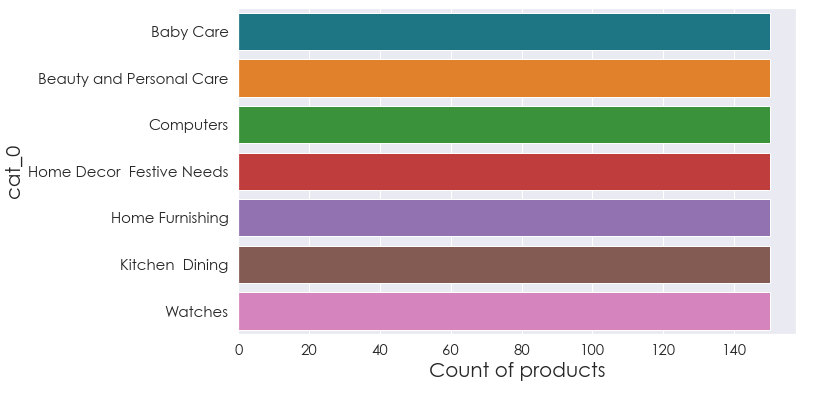 Baby Care
Beauty and Personal Care
Computers
Home Decor  Festive Needs
Home Furnishing
Kitchen  Dining
Watches
cat_0
0 20 40 60 80 100 120 140
Count of products